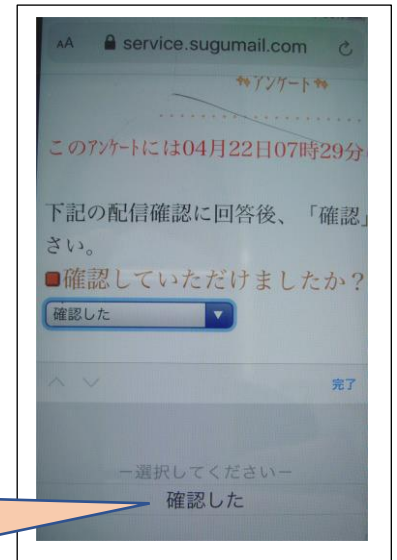 AA service.sugumail.com
アンケート
このアンケートには04月22日07時29分
下記の配信確認に回答後、「確認」
さい。
■確認していただけましたか？
確認した
完了
ー選択してくださいー
確認した